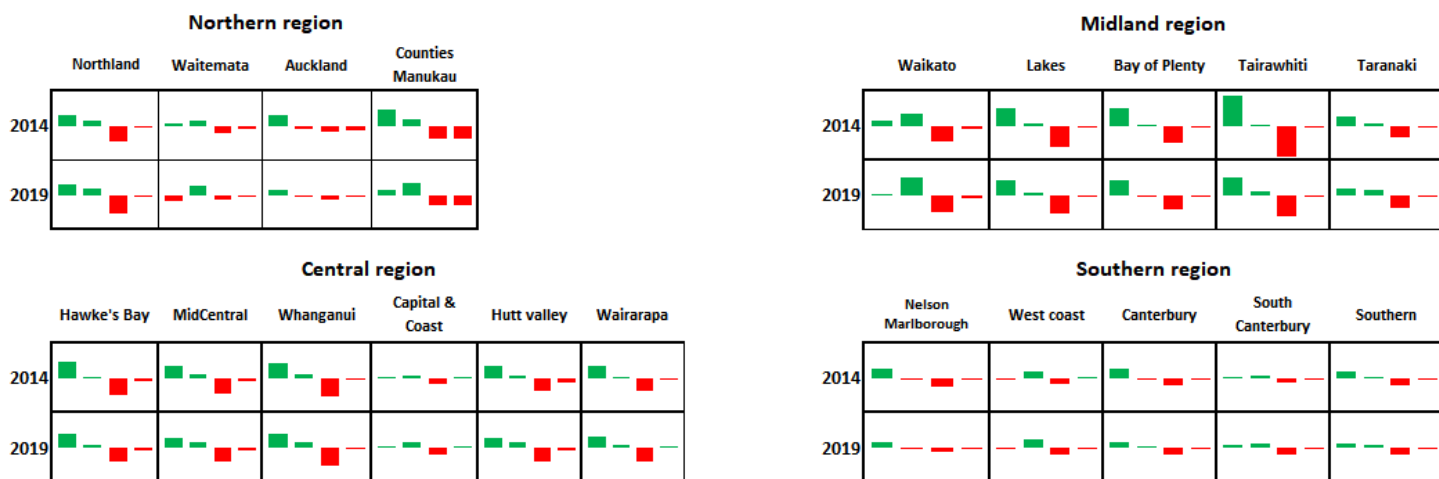 Northern region
Northland Waitemata Auckland Counties
Manukau
2014
2019
Midland region
Waikato Lakes Bay of Plenty Tairawhiti Taranaki
2014
2019
Central region
Hawke's Bay MidCentral Whanganui Capital &
Coast Hutt valley Wairarapa
2014
2019
Southern region
Nelson
Marlborough West coast Canterbury South
Canterbury Southern
2014
2019